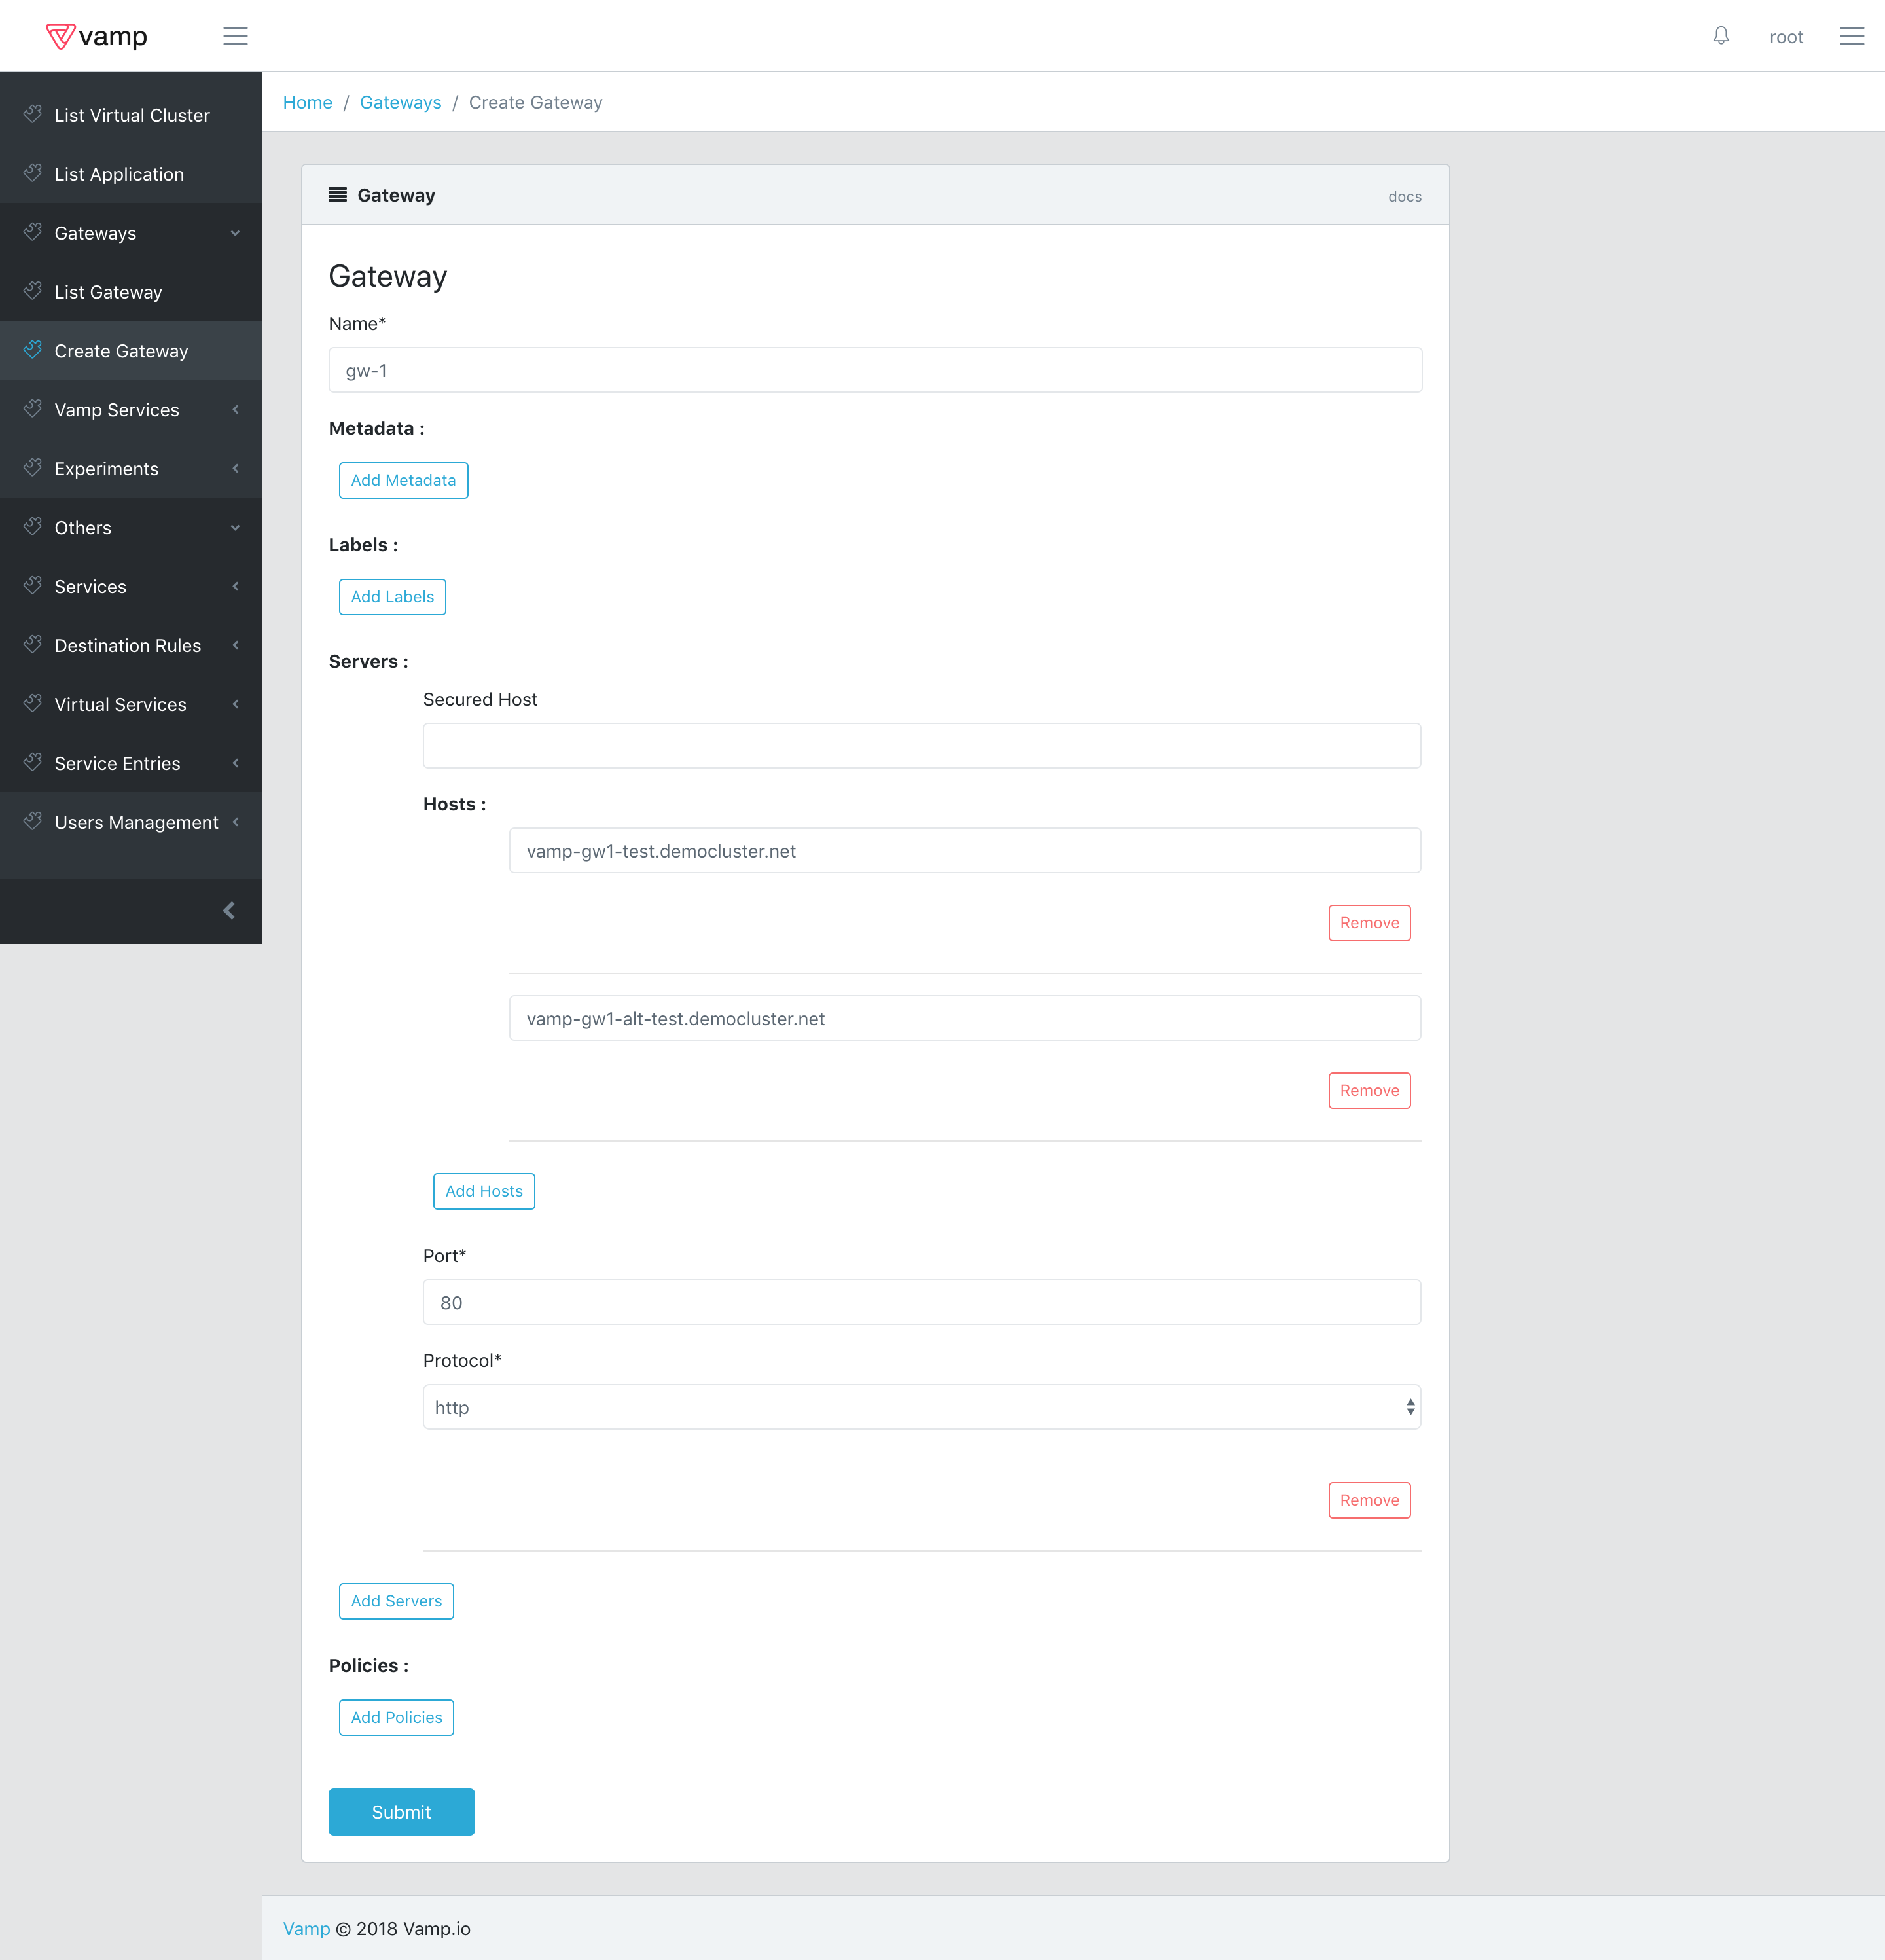 vamp
root
List Virtual Cluster
List Application
Gateways
List Gateway
Create Gateway
Vamp Services
Experiments
Others
Services
Destination Rules
Virtual Services
Service Entries
Users Management
Home / Gateways / Create Gateway
Gateway
docs
Gateway
Name*
gw-1
Metadata :
Add Metadata
Labels :
Add Labels
Servers :
Secured Host
Hosts :
vamp-gw1-test.democluster.net
Remove
vamp-gw1-alt-test.democluster.net
Remove
Add Hosts
Port*
80
Protocol*
http
Remove
Add Servers
Policies :
Add Policies
Submit
Vamp © 2018 Vamp.io